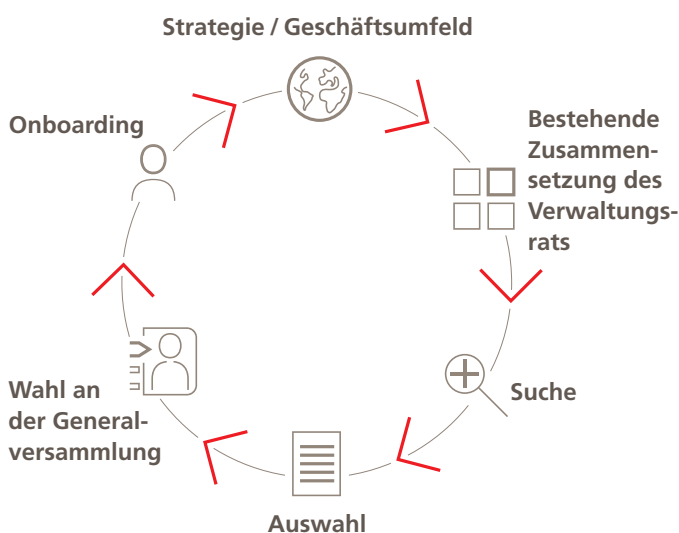 Strategie / Geschäftsumfeld
Bestehende
Zusammen-
setzung des
Verwaltungs-
rats
Suche
Auswahl
Wahl an
der General-
versammlung
Onboarding